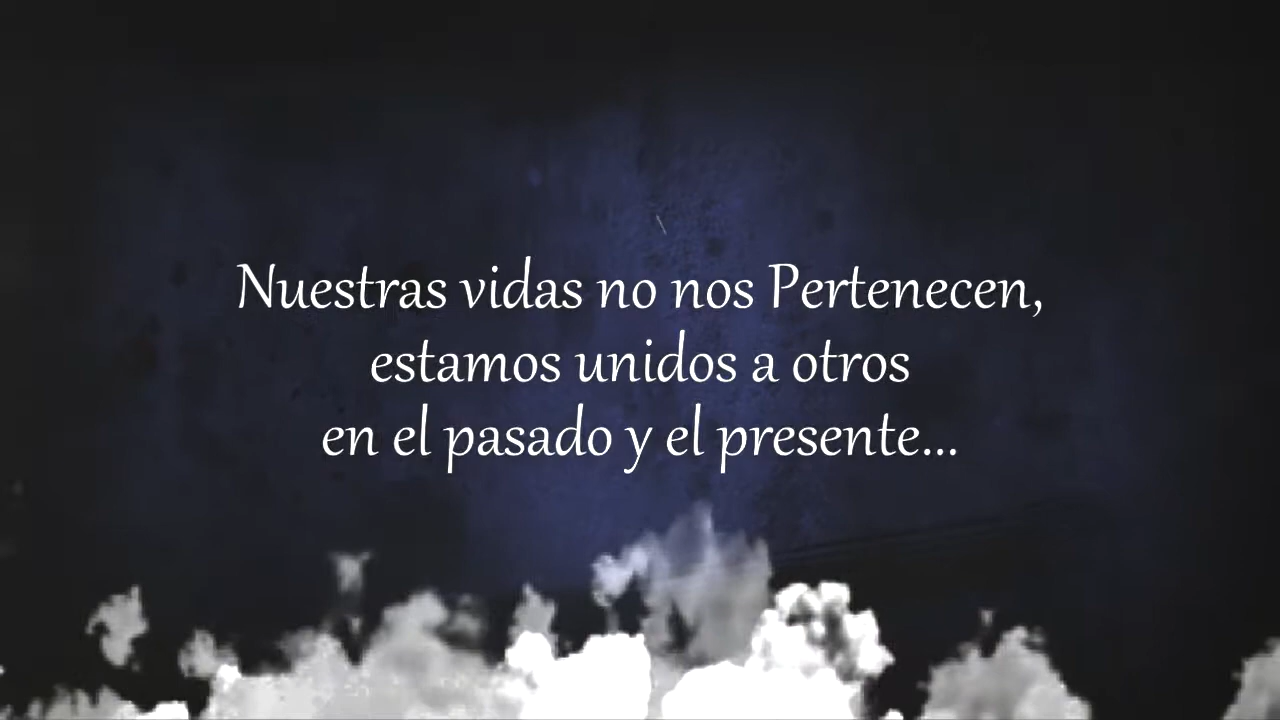 Nuestras vidas no nos Pertenecen,
estamos unidos a otros
en el pasado y el presente...